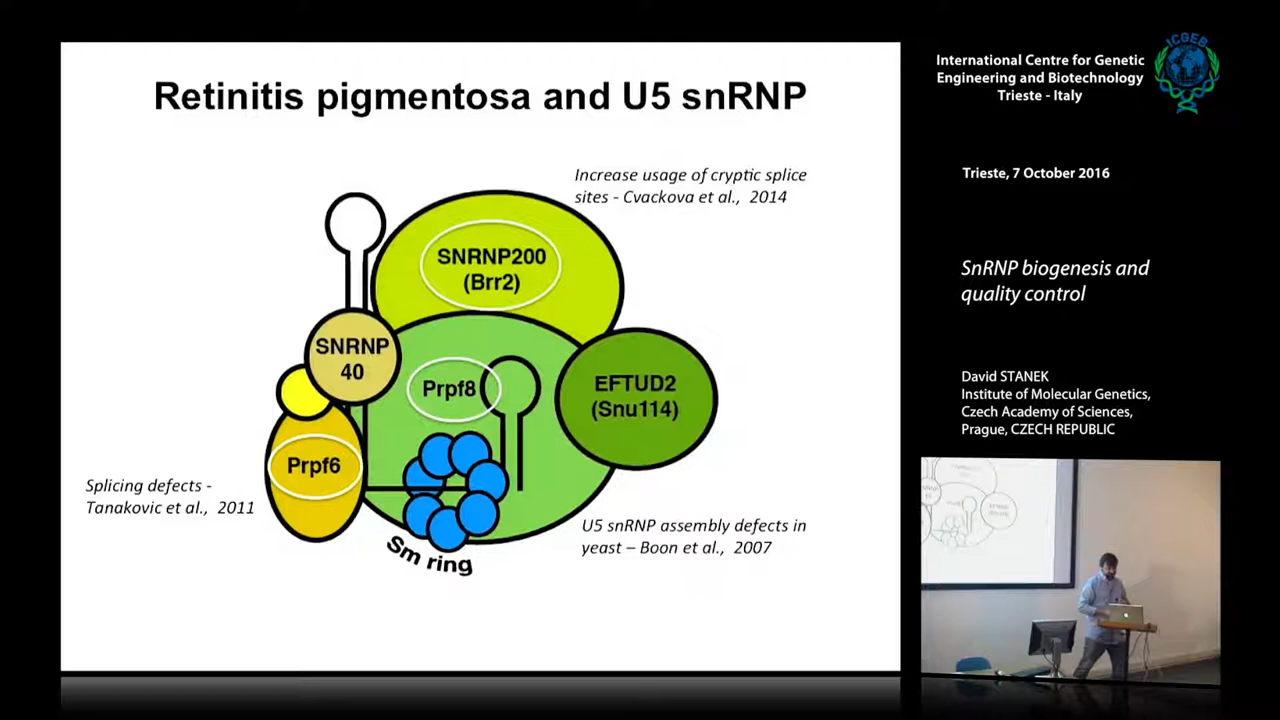 Retinitis pigmentosa and U5 snRNP
Increase usage of cryptic splice
sites - Cvackova et al., 2014
SNRNP200
(Brr2)
SNRNP
40
Prpf8
EFTUD2
(Snu114)
Prpf6
Splicing defects -
Tanakovic et al., 2011
U5 snRNP assembly defects in
yeast – Boon et al., 2007
Sm ring
International Centre for Genetic
Engineering and Biotechnology
Trieste - Italy
ICGEB
Trieste, 7 October 2016
SnRNP biogenesis and
quality control
David STANEK
Institute of Molecular Genetics,
Czech Academy of Sciences,
Prague, CZECH REPUBLIC